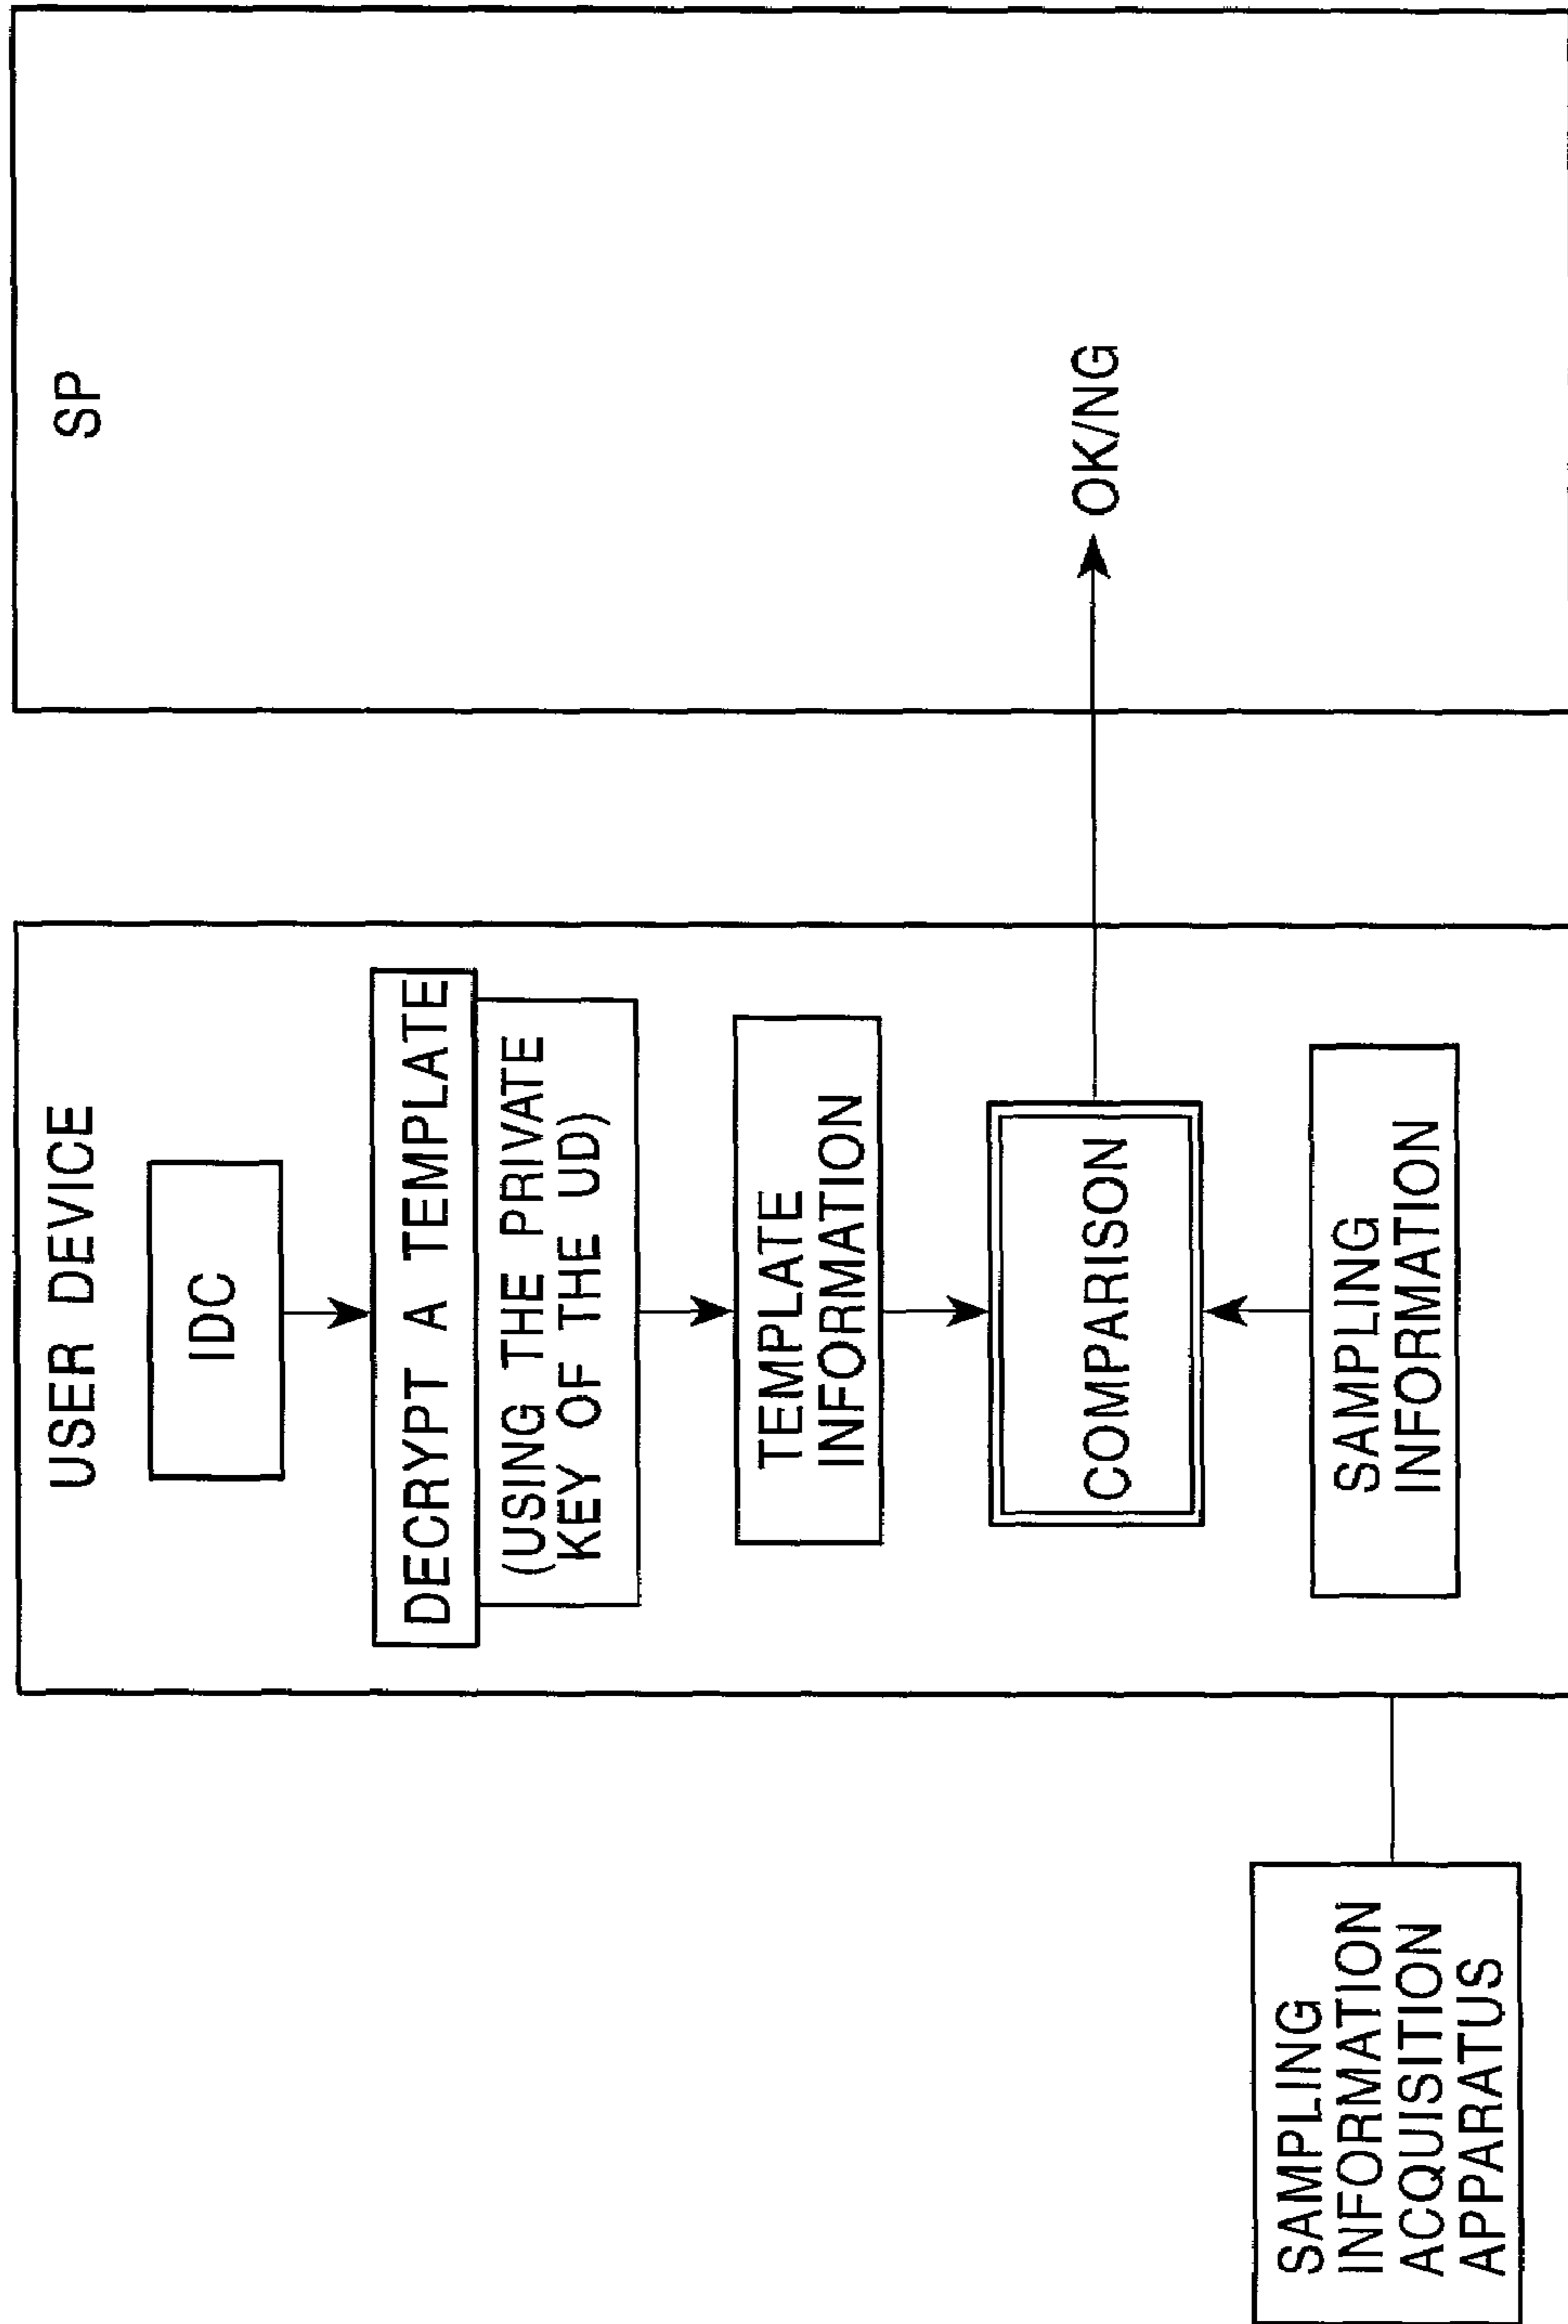 SAMPLING
INFORMATION
ACQUISITION
APPARATUS
USER DEVICE
IDC
DECRYPT A TEMPLATE
(USING THE PRIVATE
KEY OF THE UD)
TEMPLATE
INFORMATION
COMPARISON
SAMPLING
INFORMATION
SP
OK/NG